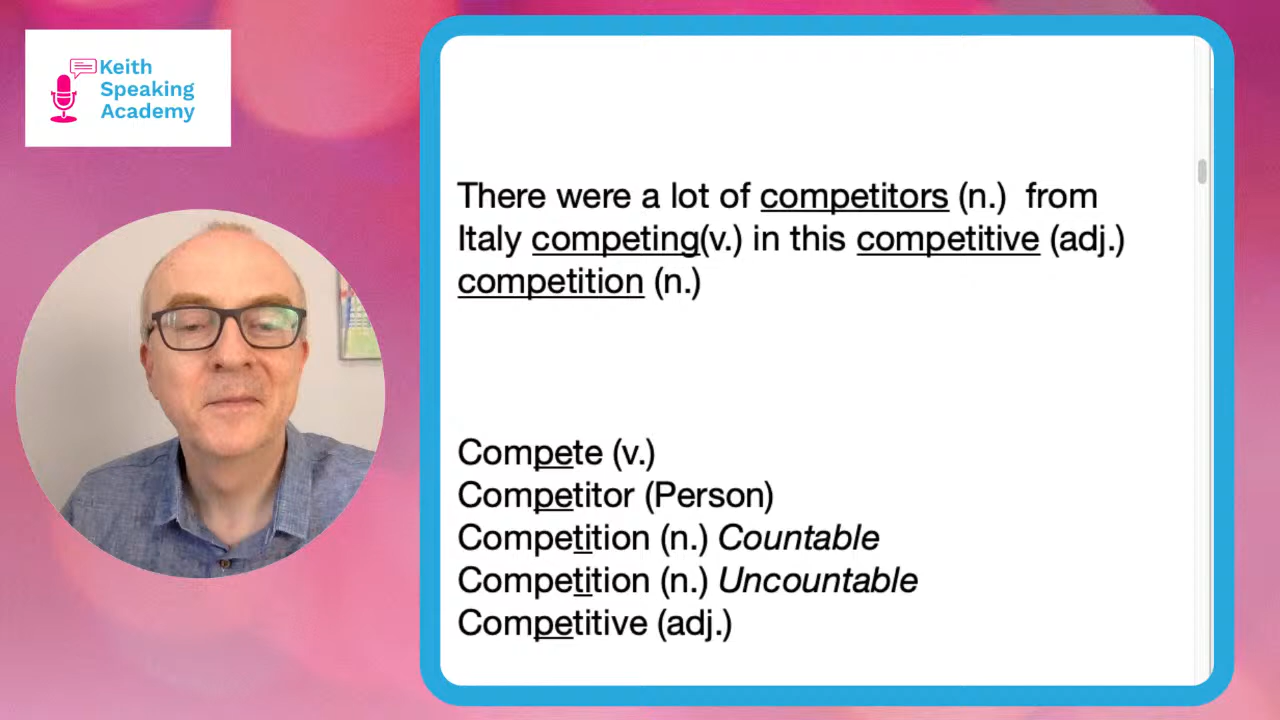 Keith
Speaking
Academy
There were a lot of competitors (n.) from
Italy competing(v.) in this competitive (adj.)
competition (n.)
Compete (v.)
Competitor (Person)
Competition (n.) Countable
Competition (n.) Uncountable
Competitive (adj.)